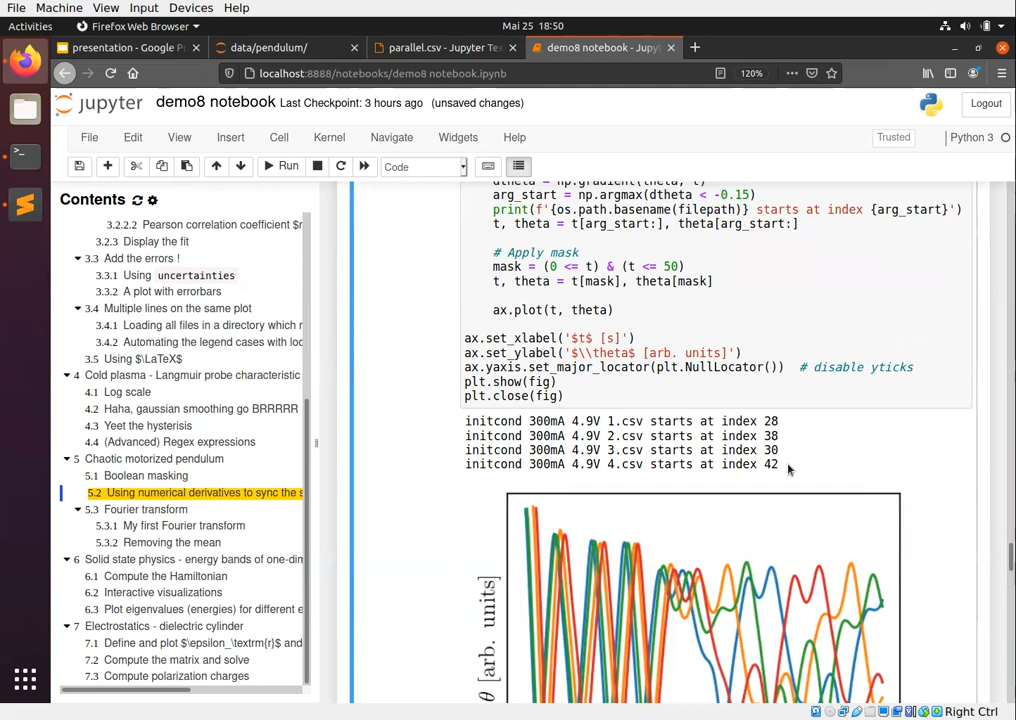 File Machine View Input Devices Help
Activities Firefox Web Browser Mai 25 18:50
presentation - Google P data/pendulum/ parallel.csv - Jupyter Te demo8 notebook - Jupyt
localhost:8888/notebooks/demo8 notebook.ipynb 120%
jupyter demo8 notebook Last Checkpoint: 3 hours ago (unsaved changes) Logout
File Edit View Insert Cell Kernel Navigate Widgets Help Trusted Python 3
Run Code
Contents
3.2.2.2 Pearson correlation coefficient $r
3.2.3 Display the fit
3.3 Add the errors !
3.3.1 Using uncertainties
3.3.2 A plot with errorbars
3.4 Multiple lines on the same plot
3.4.1 Loading all files in a directory which r
3.4.2 Automating the legend cases with loo
3.5 Using $\LaTeX$
4 Cold plasma - Langmuir probe characteristic
4.1 Log scale
4.2 Haha, gaussian smoothing go BRRRRR
4.3 Yeet the hysterisis
4.4 (Advanced) Regex expressions
5 Chaotic motorized pendulum
5.1 Boolean masking
5.2 Using numerical derivatives to sync the s
5.3 Fourier transform
5.3.1 My first Fourier transform
5.3.2 Removing the mean
6 Solid state physics - energy bands of one-dir
6.1 Compute the Hamiltonian
6.2 Interactive visualizations
6.3 Plot eigenvalues (energies) for different e
7 Electrostatics - dielectric cylinder
7.1 Define and plot $\epsilon_\textrm{r}$ and
7.2 Compute the matrix and solve
7.3 Compute polarization charges
dtheta = np.gradient(theta, t)
arg_start = np.argmax(dtheta < -0.15)
print(f'{os.path.basename(filepath)} starts at index {arg_start}')
t, theta = t[arg_start:], theta[arg_start:]
# Apply mask
mask = (0 <= t) & (t <= 50)
t, theta = t[mask], theta[mask]
ax.plot(t, theta)
ax.set_xlabel('$t$ [s]')
ax.set_ylabel('$\\theta$ [arb. units]')
ax.yaxis.set_major_locator(plt.NullLocator()) # disable yticks
plt.show(fig)
plt.close(fig)
initcond 300mA 4.9V 1.csv starts at index 28
initcond 300mA 4.9V 2.csv starts at index 38
initcond 300mA 4.9V 3.csv starts at index 30
initcond 300mA 4.9V 4.csv starts at index 42
θ [arb. units]
Right Ctrl